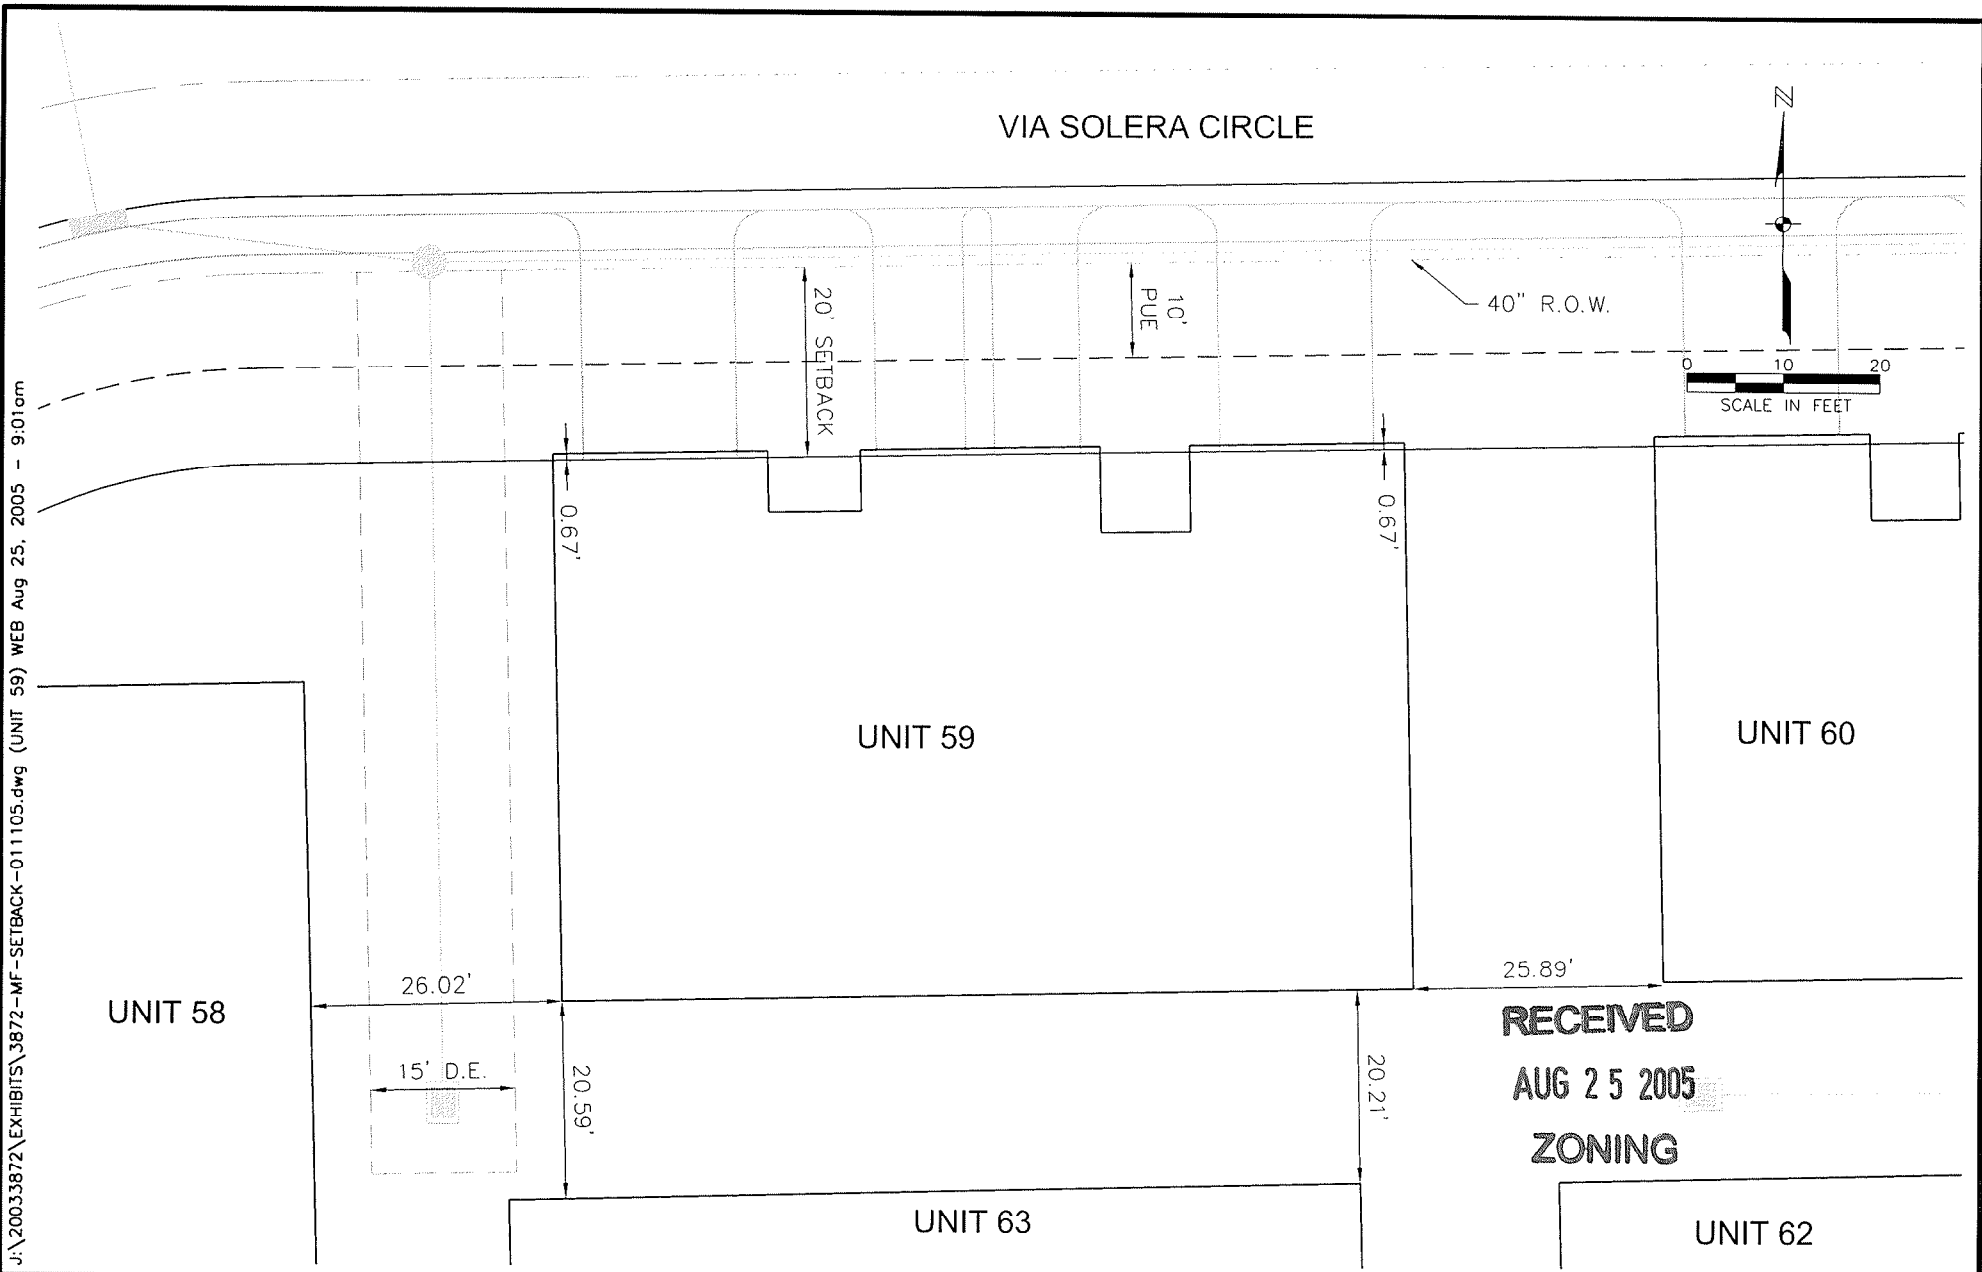 VIA SOLERA CIRCLE
N
40" R.O.W.
10'
PUE
20' SETBACK
0 10 20
SCALE IN FEET
0.67'
0.67'
UNIT 59
UNIT 60
UNIT 58
26.02'
25.89'
15' D.E.
20.59'
20.21'
RECEIVED
AUG 25 2005
ZONING
UNIT 63
UNIT 62
J:\20033872\EXHIBITS\3872-MF-SETBACK-011105.dwg (UNIT 59) WEB Aug 25, 2005 - 9:01am